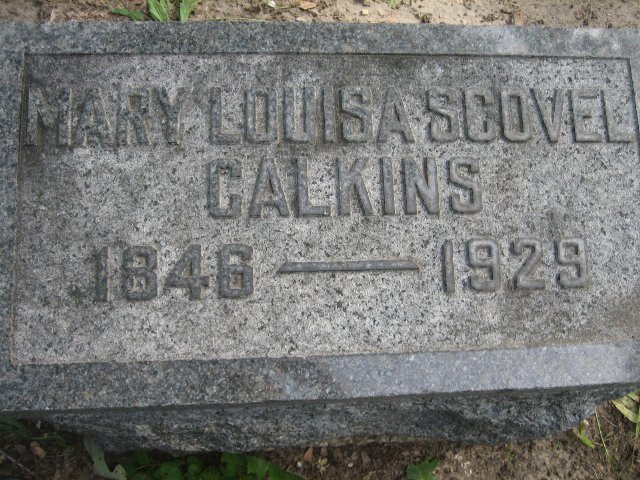 MARY LOUISA SCOVEL
CALKINS
1846 — 1929